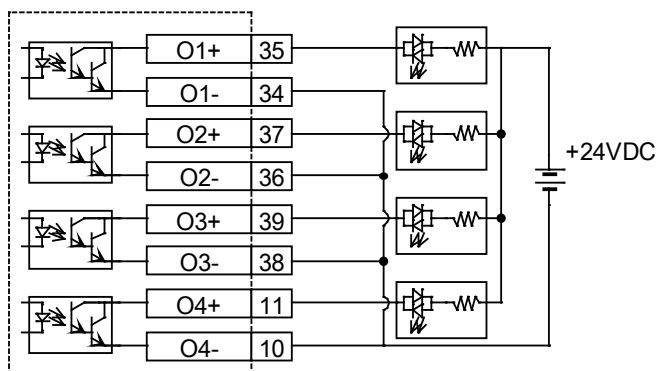 O1+ 35
O1- 34
O2+ 37
O2- 36
+24VDC
O3+ 39
O3- 38
O4+ 11
O4- 10